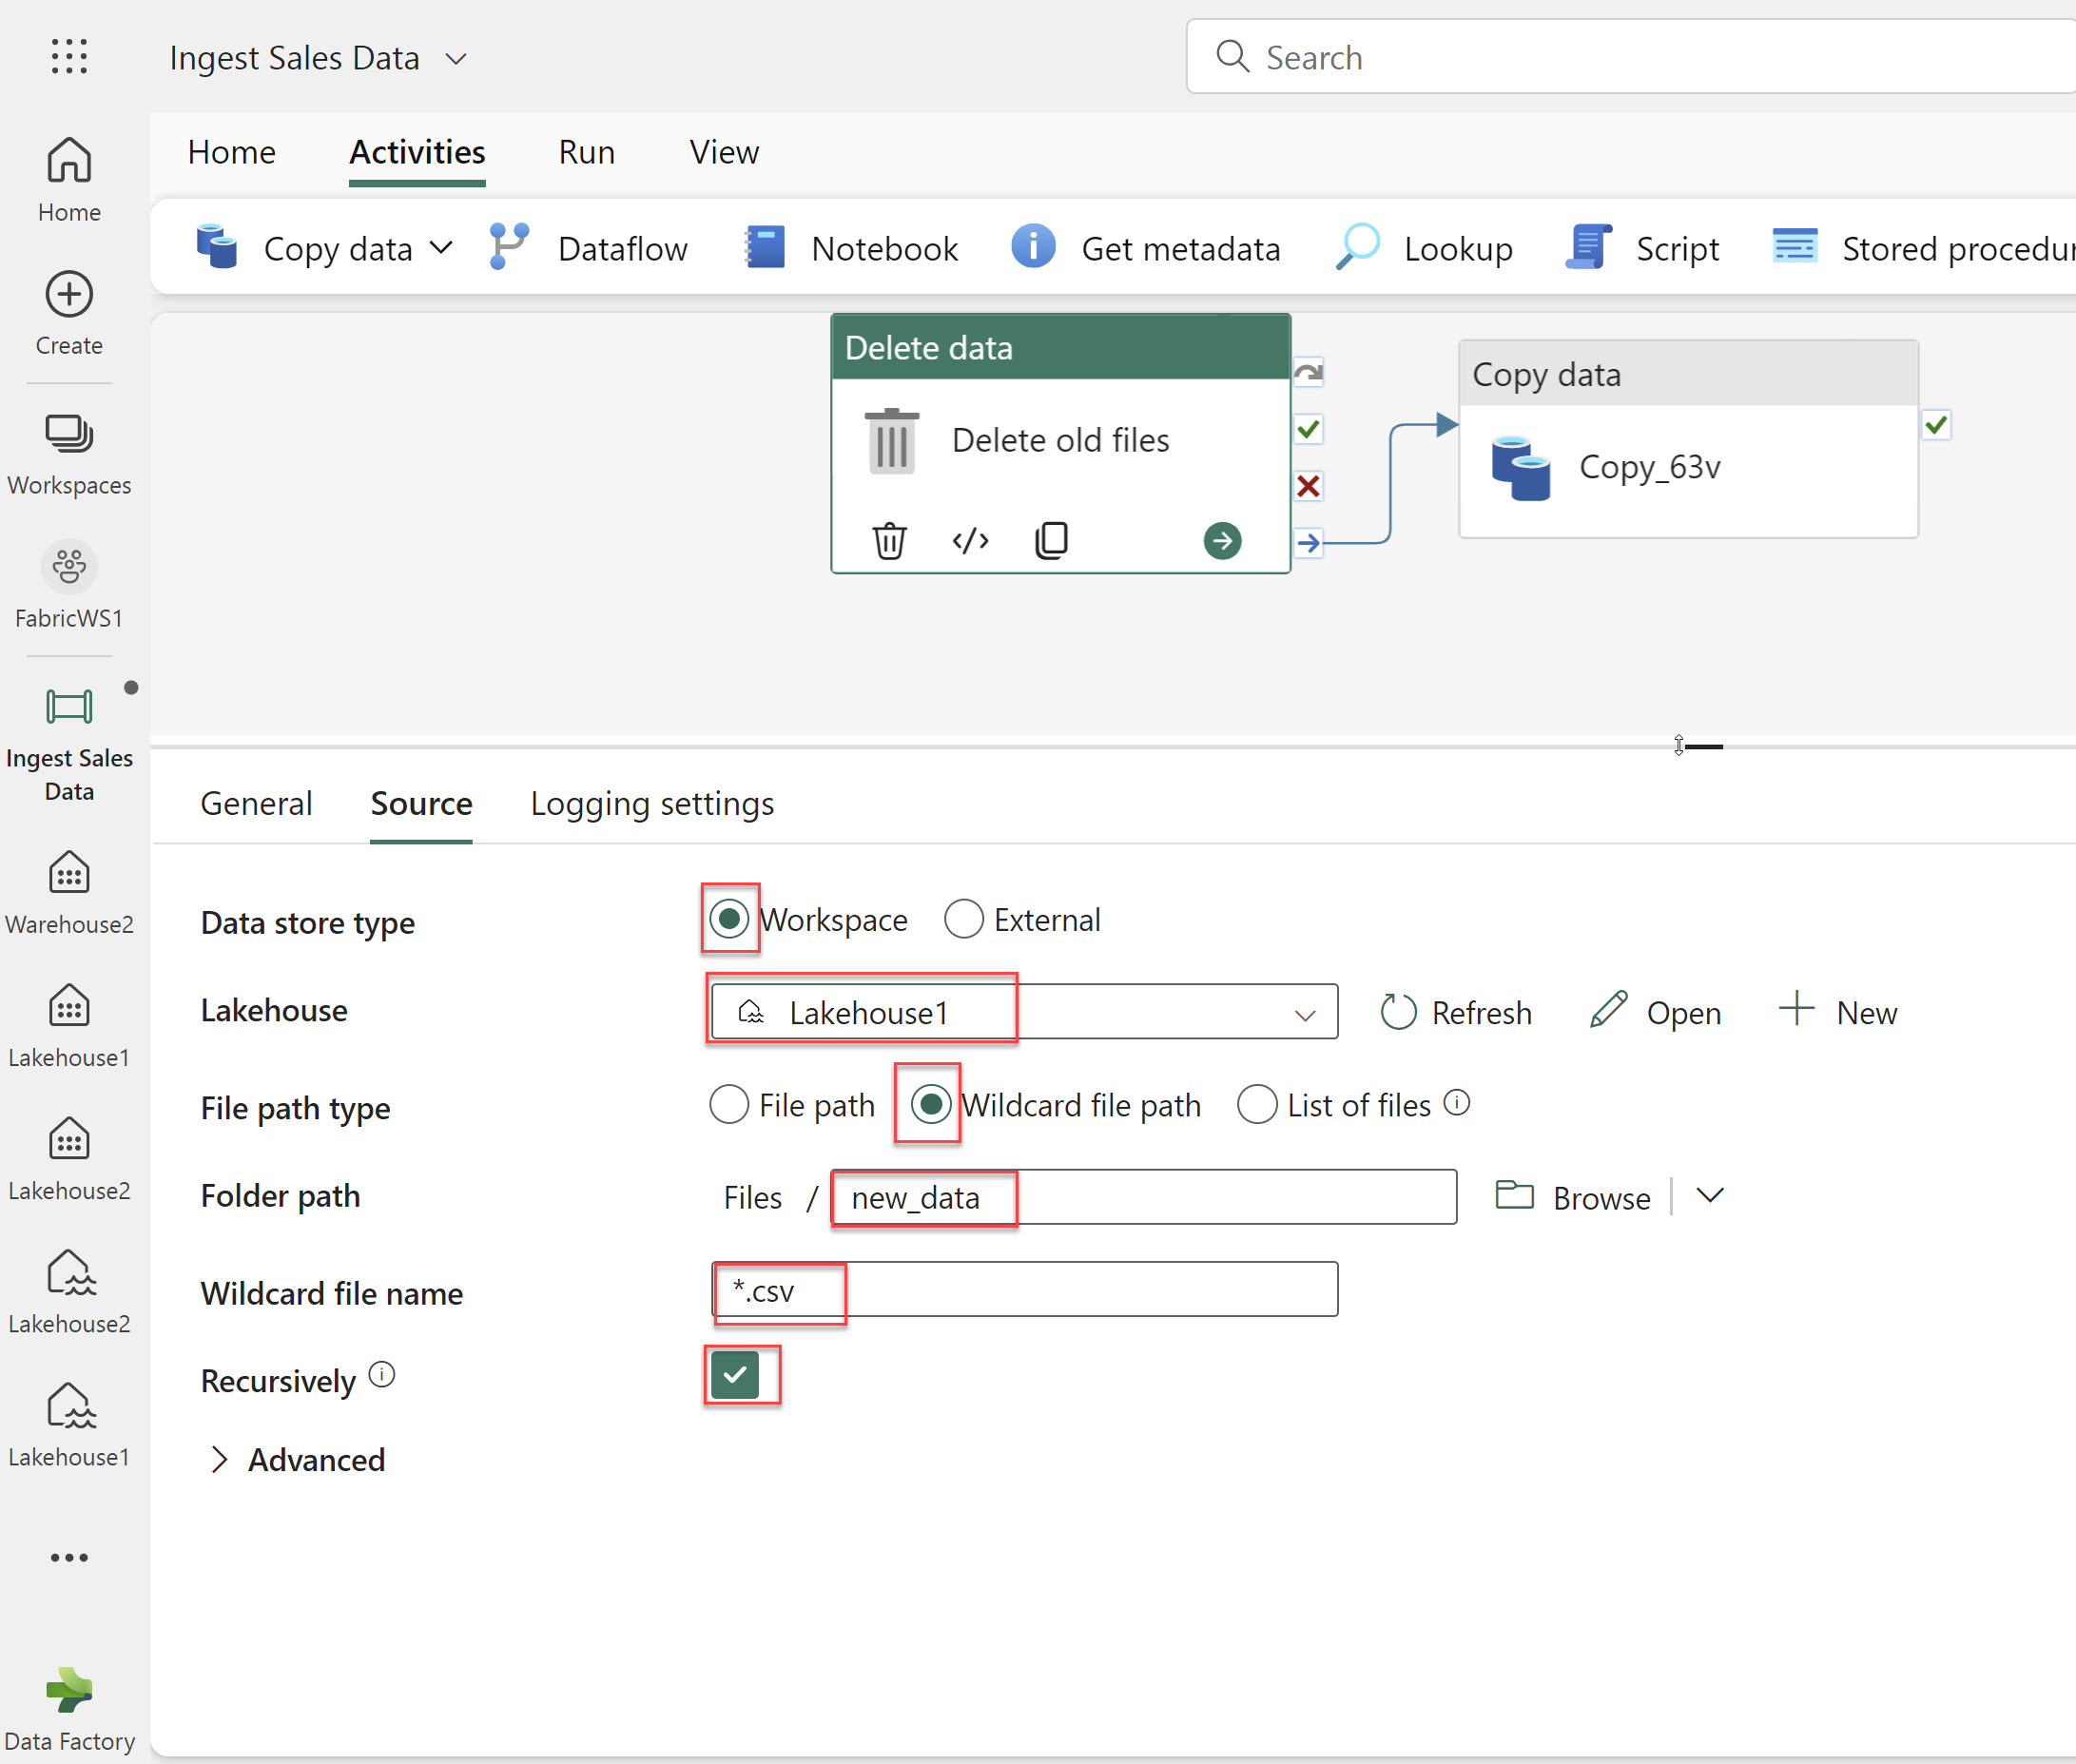 Ingest Sales Data
Search
Home
Activities
Run
View
Copy data
Dataflow
Notebook
Get metadata
Lookup
Script
Stored procedur
Home
Create
Workspaces
FabricWS1
Ingest Sales
Data
Warehouse2
Lakehouse1
Lakehouse2
Lakehouse2
Lakehouse1
Data Factory
Delete data
Delete old files
Copy data
Copy_63v
General
Source
Logging settings
Data store type
Workspace
External
Lakehouse
Lakehouse1
Refresh
Open
New
File path type
File path
Wildcard file path
List of files
Folder path
Files / new_data
Browse
Wildcard file name
*.csv
Recursively
Advanced